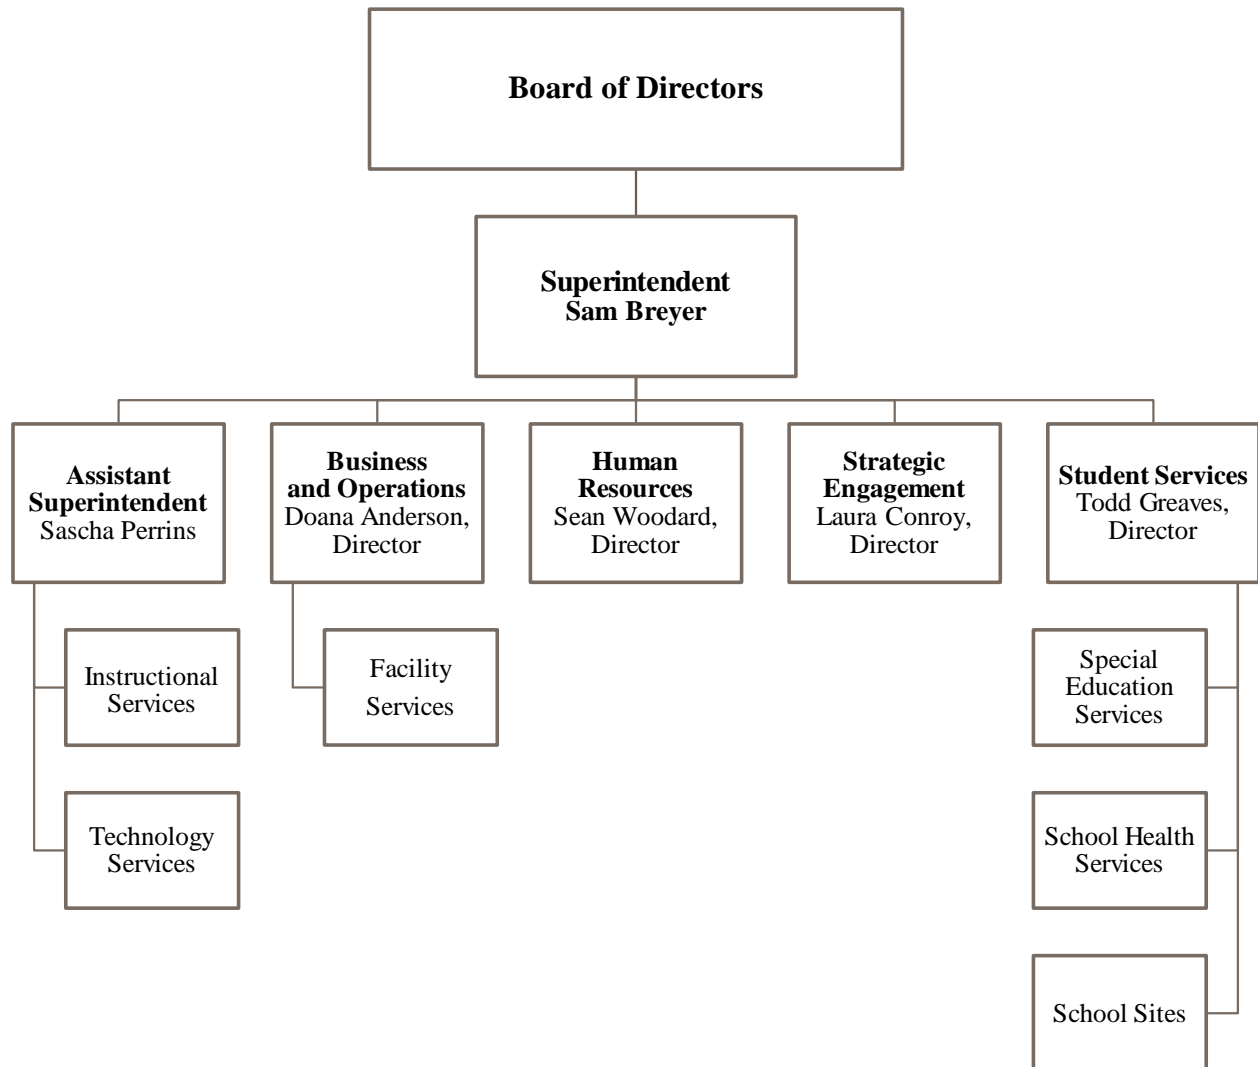 Board of Directors
Superintendent
Sam Breyer
Assistant
Superintendent
Sascha Perrins
Business
and Operations
Doana Anderson,
Director
Human
Resources
Sean Woodard,
Director
Strategic
Engagement
Laura Conroy,
Director
Student Services
Todd Greaves,
Director
Instructional
Services
Technology
Services
Facility
Services
Special
Education
Services
School Health
Services
School Sites